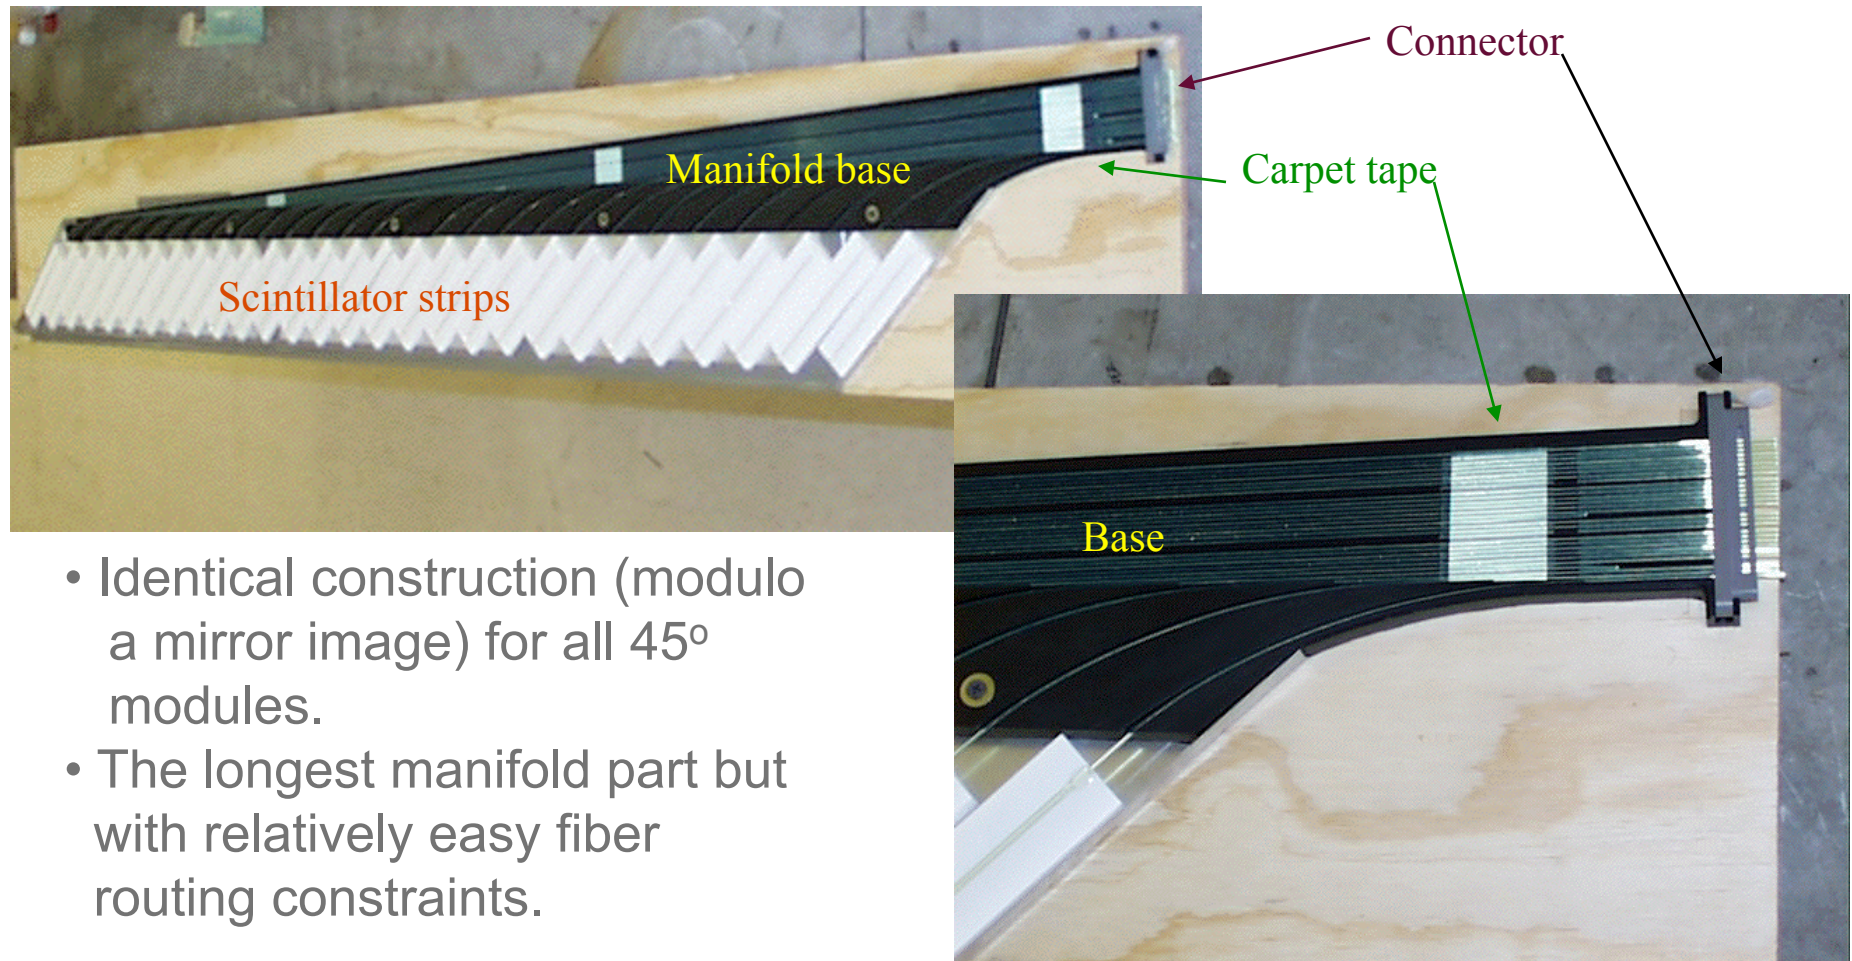 Connector
Manifold base
Carpet tape
Scintillator strips
Base
• Identical construction (modulo
a mirror image) for all 45º
modules.
• The longest manifold part but
with relatively easy fiber
routing constraints.